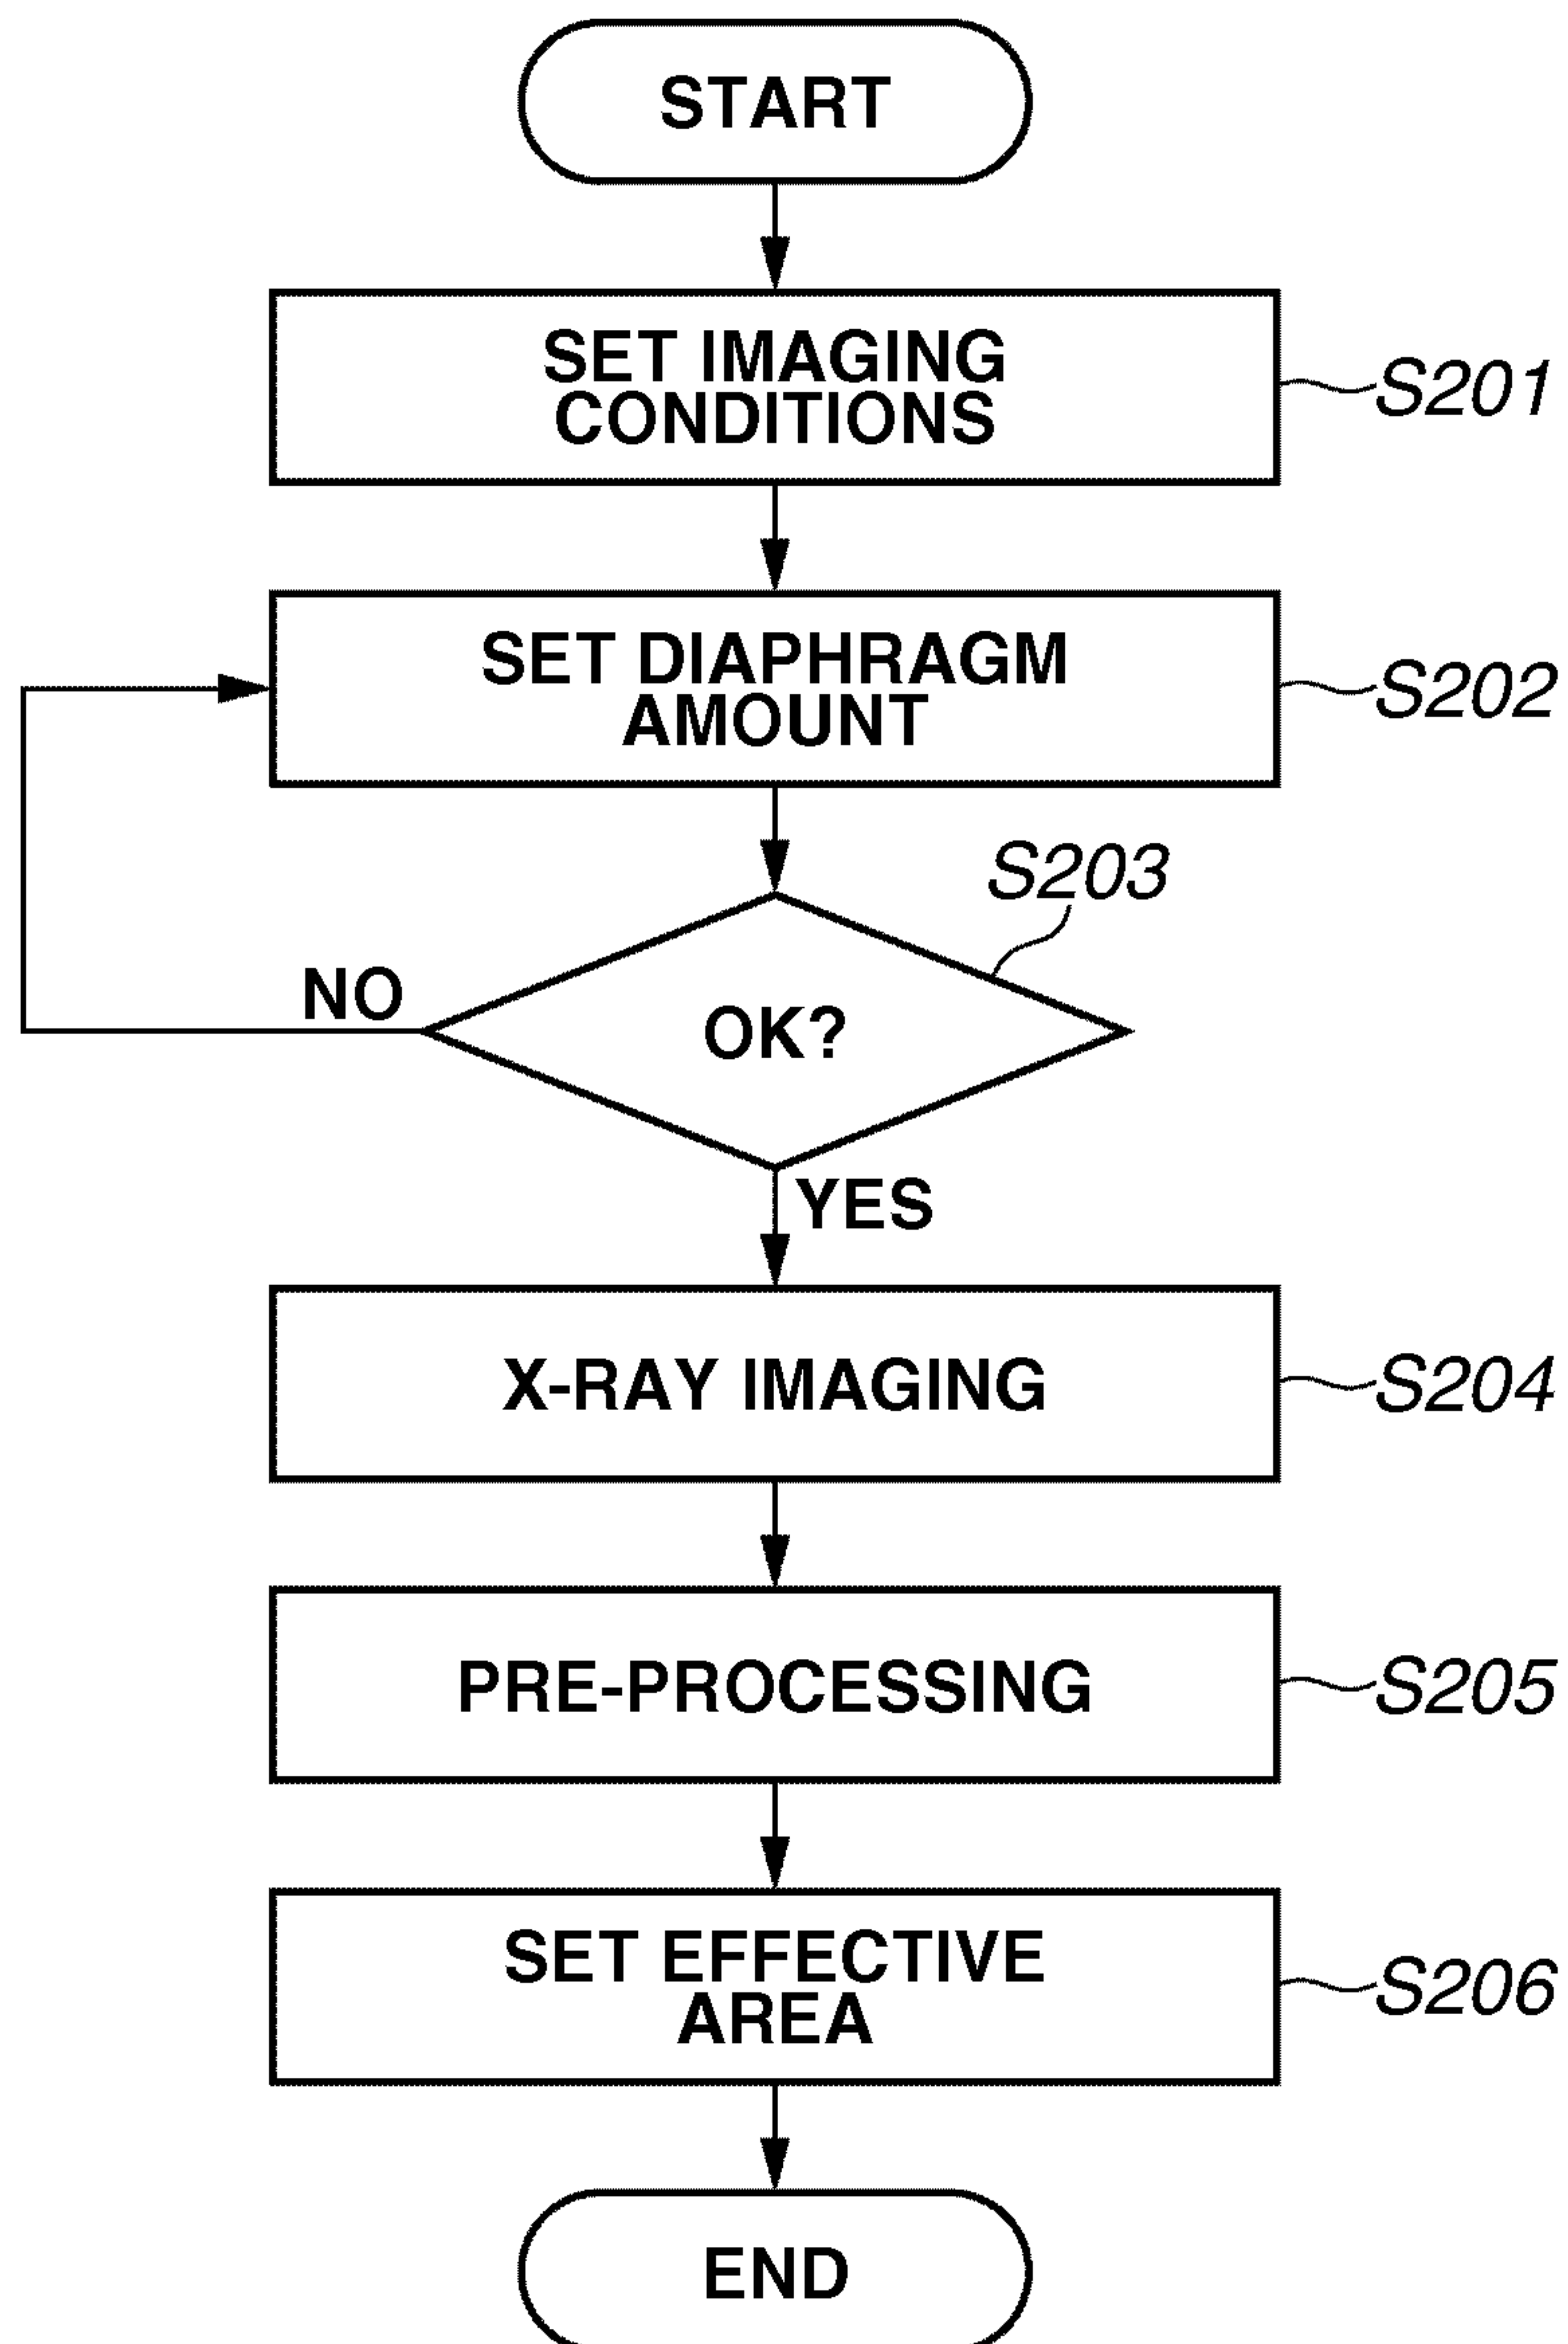 START
SET IMAGING
CONDITIONS
S201
SET DIAPHRAGM
AMOUNT
S202
S203
NO
OK?
YES
X-RAY IMAGING
S204
PRE-PROCESSING
S205
SET EFFECTIVE
AREA
S206
END